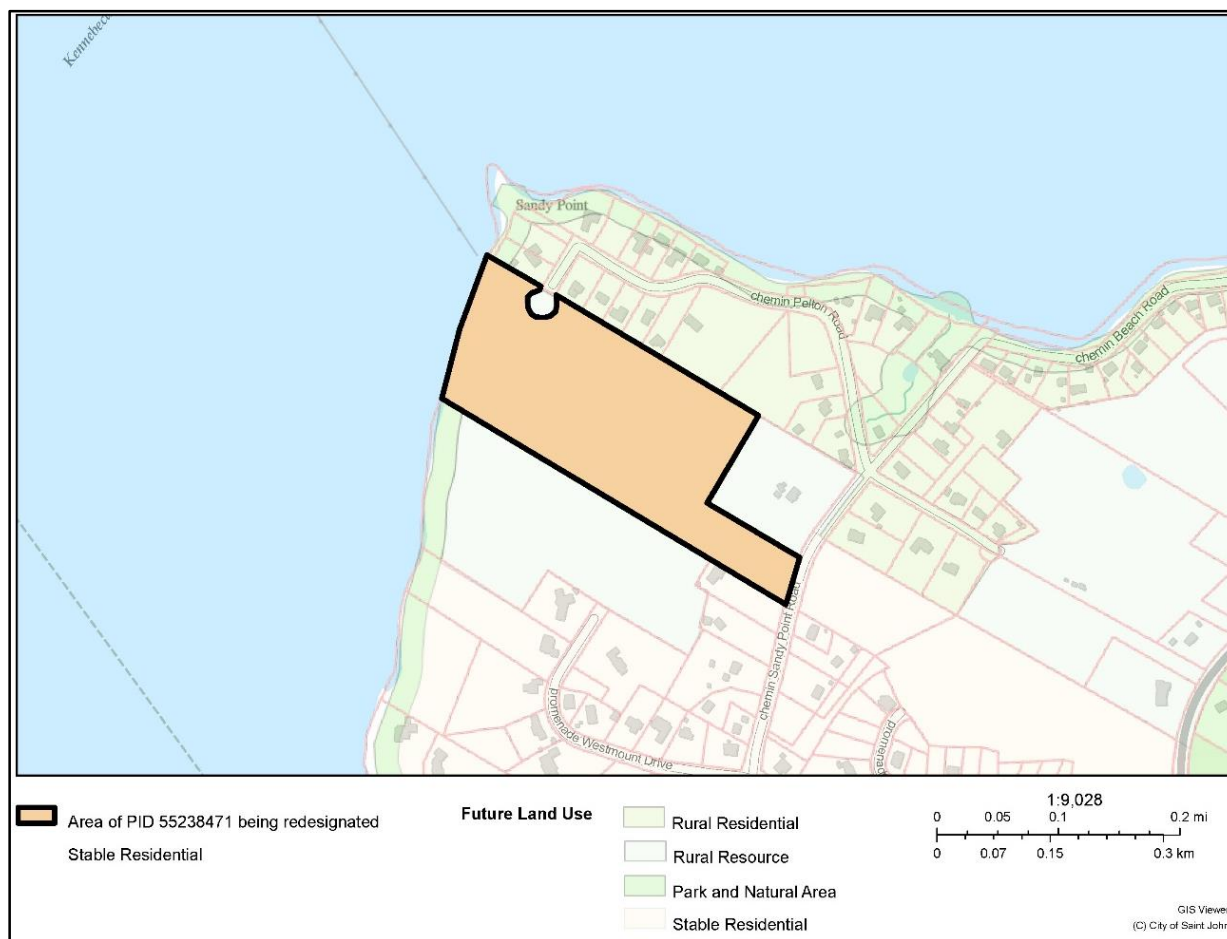 Kennebec
Sandy Point
chemin Pelton Road
chemin Beach Road
chemin Sandy Point Road
promenade Westmount Drive
promenad
Area of PID 55238471 being redesignated
Stable Residential
Future Land Use
Rural Residential
Rural Resource
Park and Natural Area
Stable Residential
1:9,028
0 0.05 0.1 0.2 mi
0 0.07 0.15 0.3 km
GIS Viewer
(C) City of Saint John